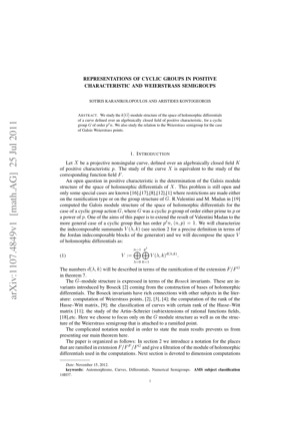 arXiv:1107.4849v1 [math.AG] 25 Jul 2011
REPRESENTATIONS OF CYCLIC GROUPS IN POSITIVE
CHARACTERISTIC AND WEIERSTRASS SEMIGROUPS
SOTIRIS KARANIKOLOPOULOS AND ARISTIDES KONTOGEORGIS
ABSTRACT. We study the k[G] module structure of the space of holomorphic differentials
of a curve defined over an algebraically closed field of positive characteristic, for a cyclic
group G of order p^ℓ n. We also study the relation to the Weierstrass semigroup for the case
of Galois Weierstrass points.
1. INTRODUCTION
Let X be a projective nonsingular curve, defined over an algebraically closed field K
of positive characteristic p. The study of the curve X is equivalent to the study of the
corresponding function field F.
An open question in positive characteristic is the determination of the Galois module
structure of the space of holomorphic differentials of X. This problem is still open and
only some special cases are known [16],[17],[8],[12],[1] where restrictions are made either
on the ramification type or on the group structure of G. R.Valentini and M. Madan in [19]
computed the Galois module structure of the space of holomorphic differentials for the
case of a cyclic group action G, where G was a cyclic p-group of order either prime to p or
a power of p. One of the aims of this paper is to extend the result of Valentini Madan to the
more general case of a cyclic group that has order p^ℓ n, (n, p) = 1. We will characterize
the indecomposable summands V(λ, k) (see section 2 for a precise definition in terms of
the Jordan indecomposable blocks of the generator) and we will decompose the space V
of holomorphic differentials as:
(1)
The numbers d(λ, k) will be described in terms of the ramification of the extension
in theorem 7.
The G-module structure is expressed in terms of the Boseck invariants. These are in-
variants introduced by Boseck [2] coming from the construction of bases of holomorphic
differentials. The Boseck invariants have rich connections with other subjects in the liter-
ature: computation of Weierstrass points, [2], [3], [4], the computation of the rank of the
Hasse-Witt matrix, [9]; the classification of curves with certain rank of the Hasse-Witt
matrix [11]; the study of the Artin-Schreier (sub)extensions of rational function fields,
[18],etc. Here we choose to focus only on the G module structure as well as on the struc-
ture of the Weierstrass semigroup that is attached to a ramified point.
The complicated notation needed in order to state the main results prevents us from
presenting our main theorem here.
The paper is organized as follows: In section 2 we introduce a notation for the places
that are ramified in extension and give a filtration of the module of holomorphic
differentials used in the computations. Next section is devoted to dimension computations
Date: November 15, 2012.
keywords: Automorphisms, Curves, Differentials, Numerical Semigroups. AMS subject classification
14H37.
1